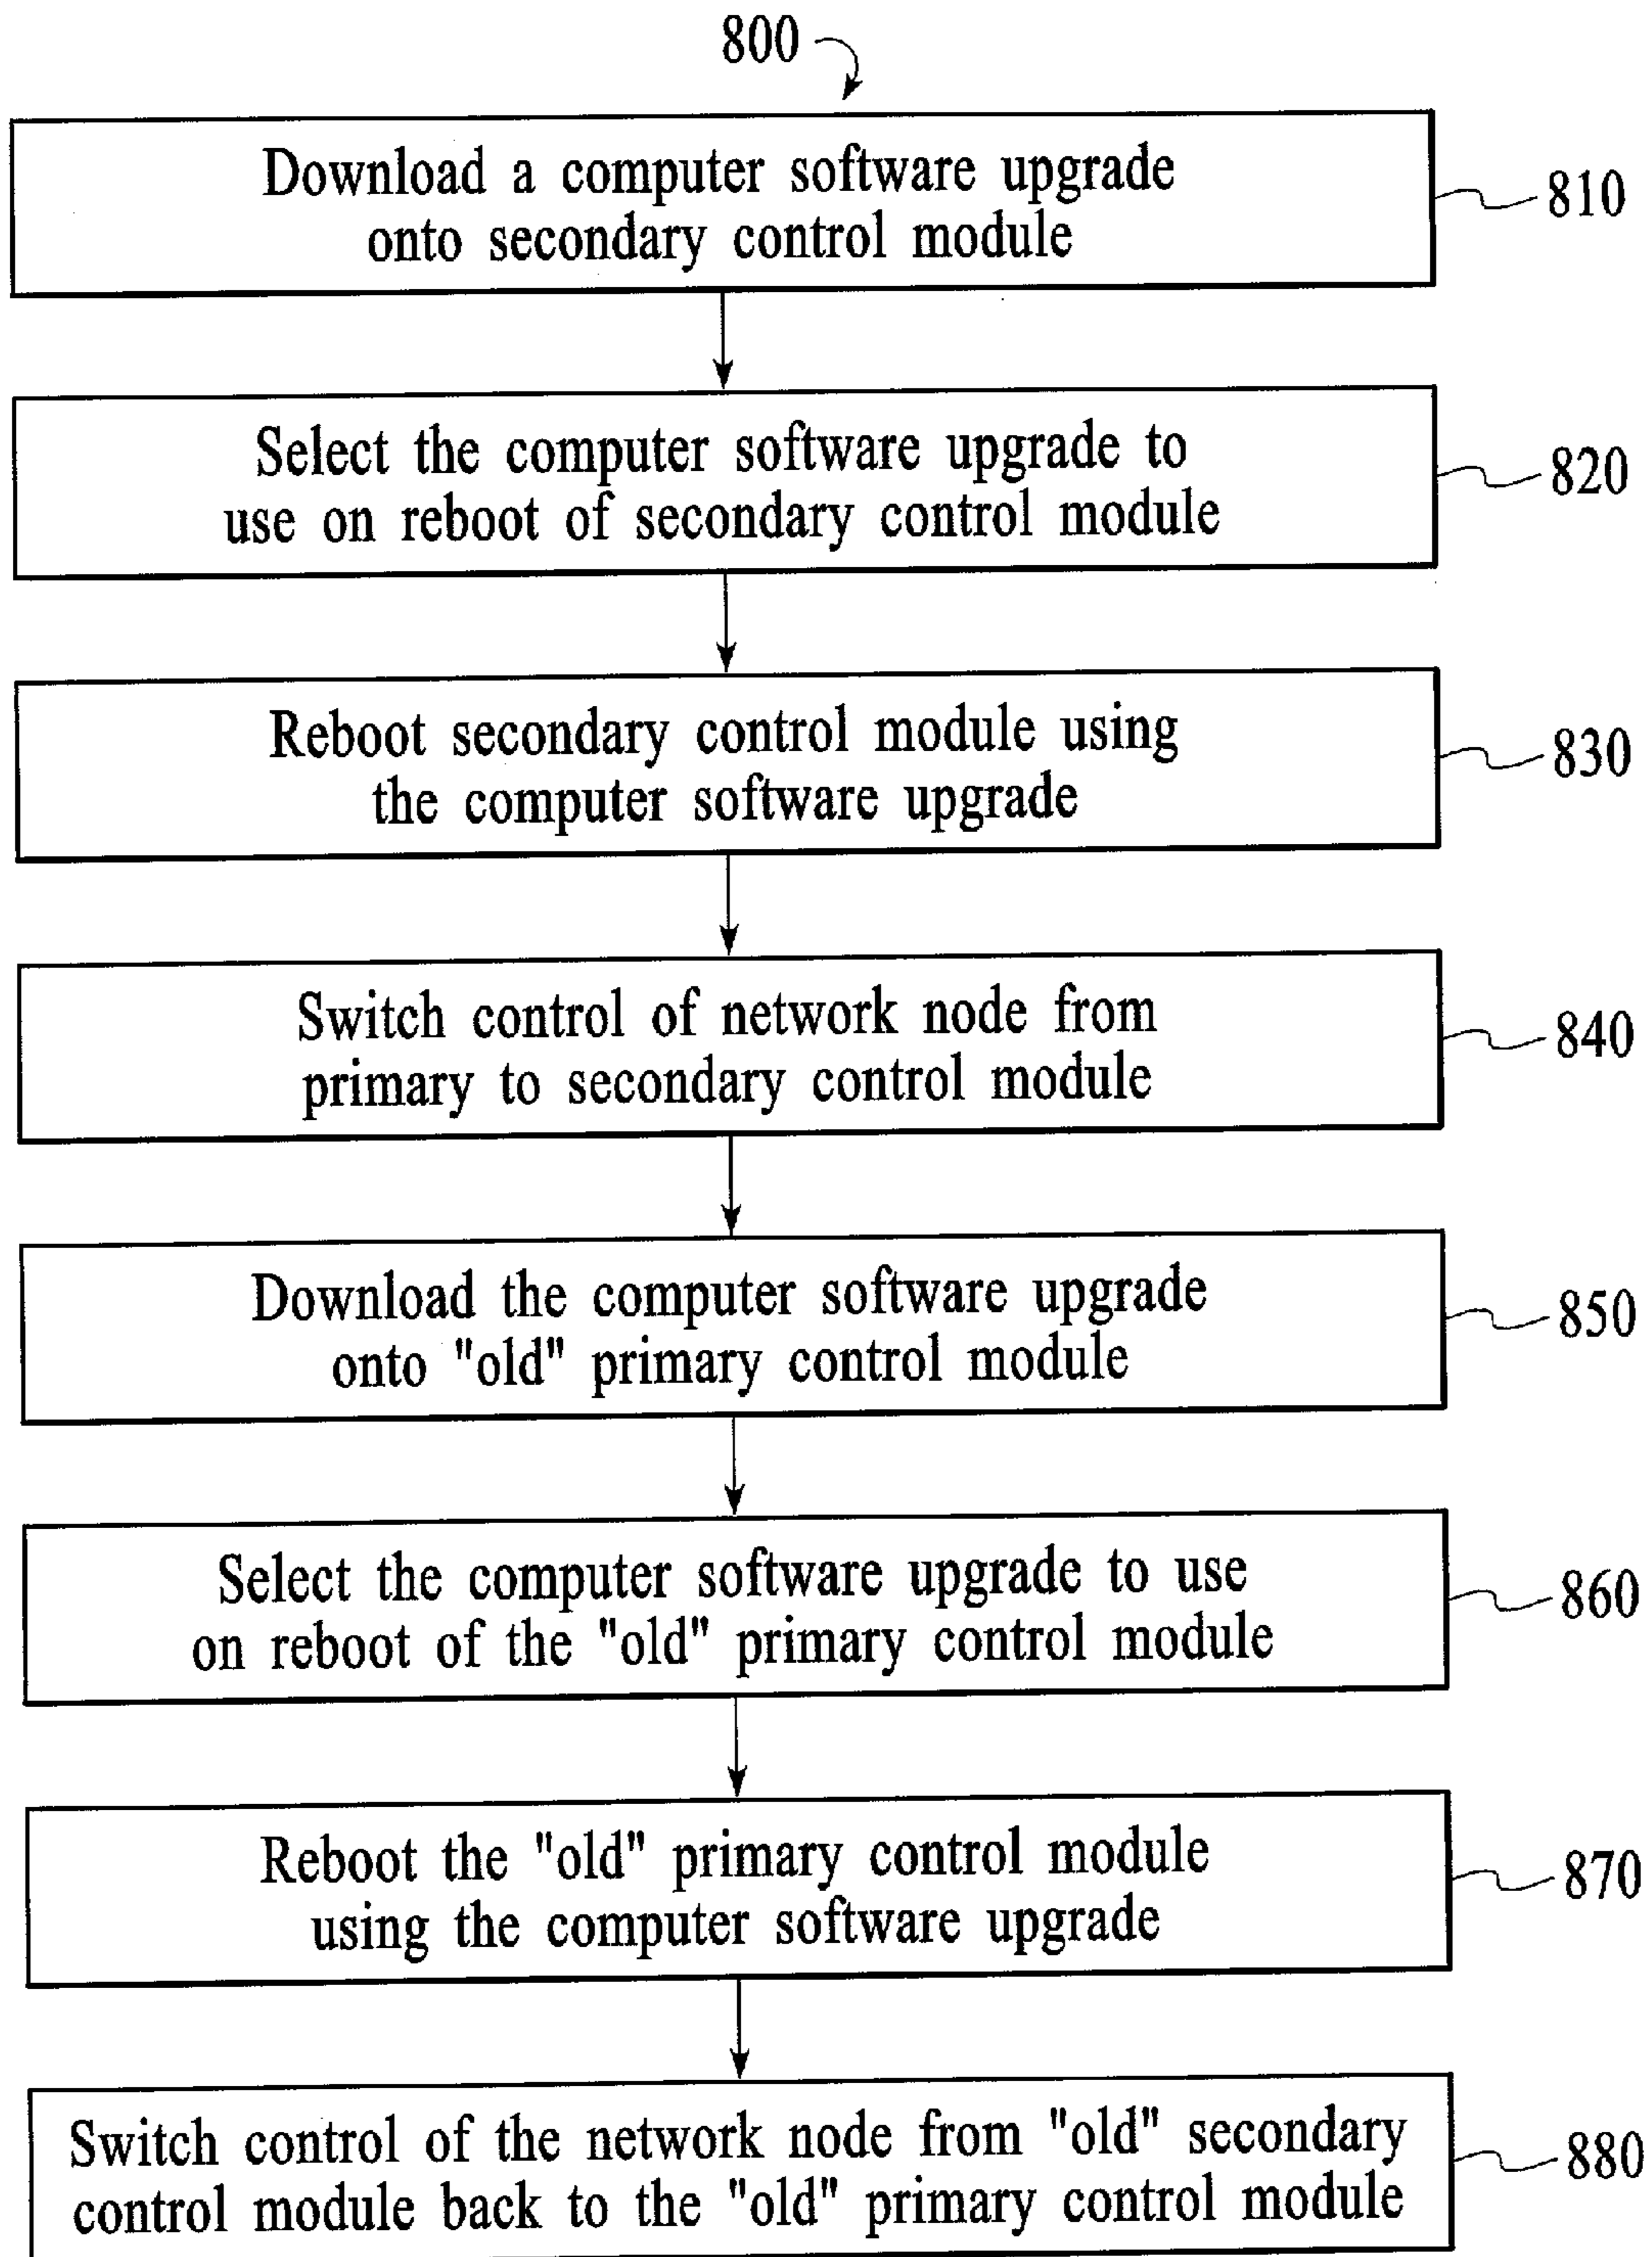 800
Download a computer software upgrade
onto secondary control module
810
Select the computer software upgrade to
use on reboot of secondary control module
820
Reboot secondary control module using
the computer software upgrade
830
Switch control of network node from
primary to secondary control module
840
Download the computer software upgrade
onto "old" primary control module
850
Select the computer software upgrade to use
on reboot of the "old" primary control module
860
Reboot the "old" primary control module
using the computer software upgrade
870
Switch control of the network node from "old" secondary
control module back to the "old" primary control module
880